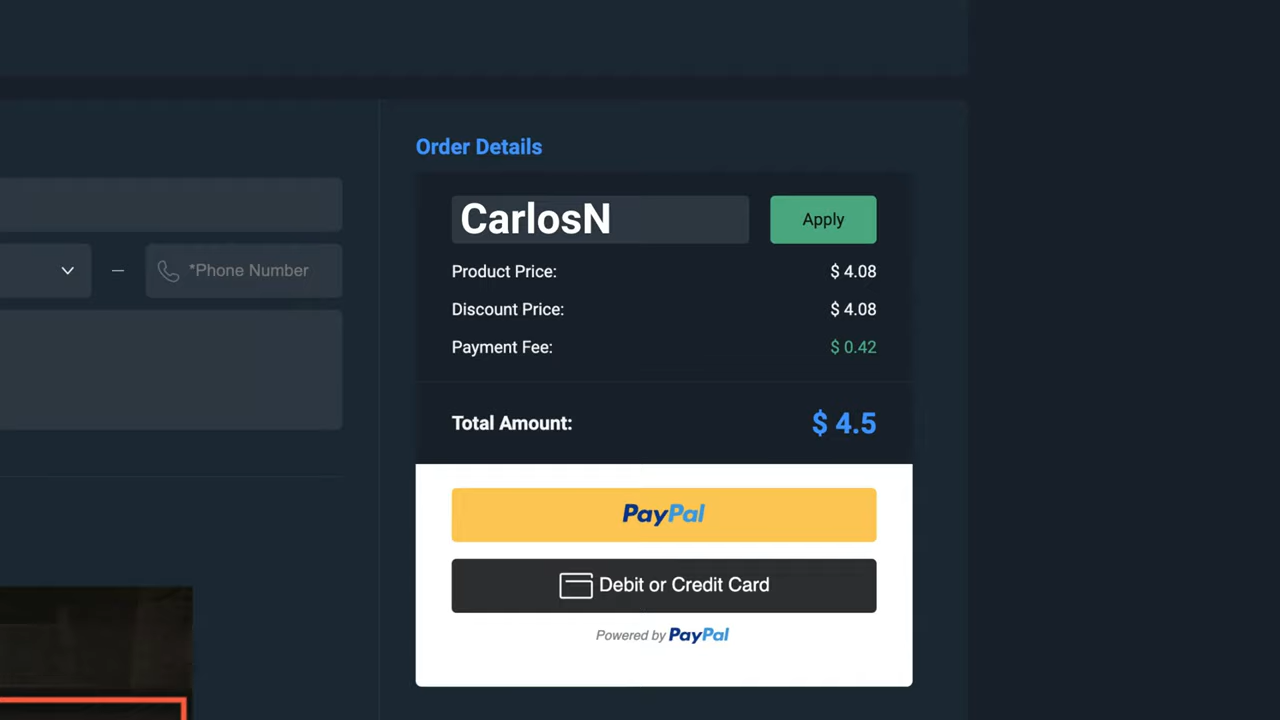 Order Details
CarlosN
Apply
*Phone Number
Product Price: $ 4.08
Discount Price: $ 4.08
Payment Fee: $ 0.42
Total Amount: $ 4.5
PayPal
Debit or Credit Card
Powered by PayPal